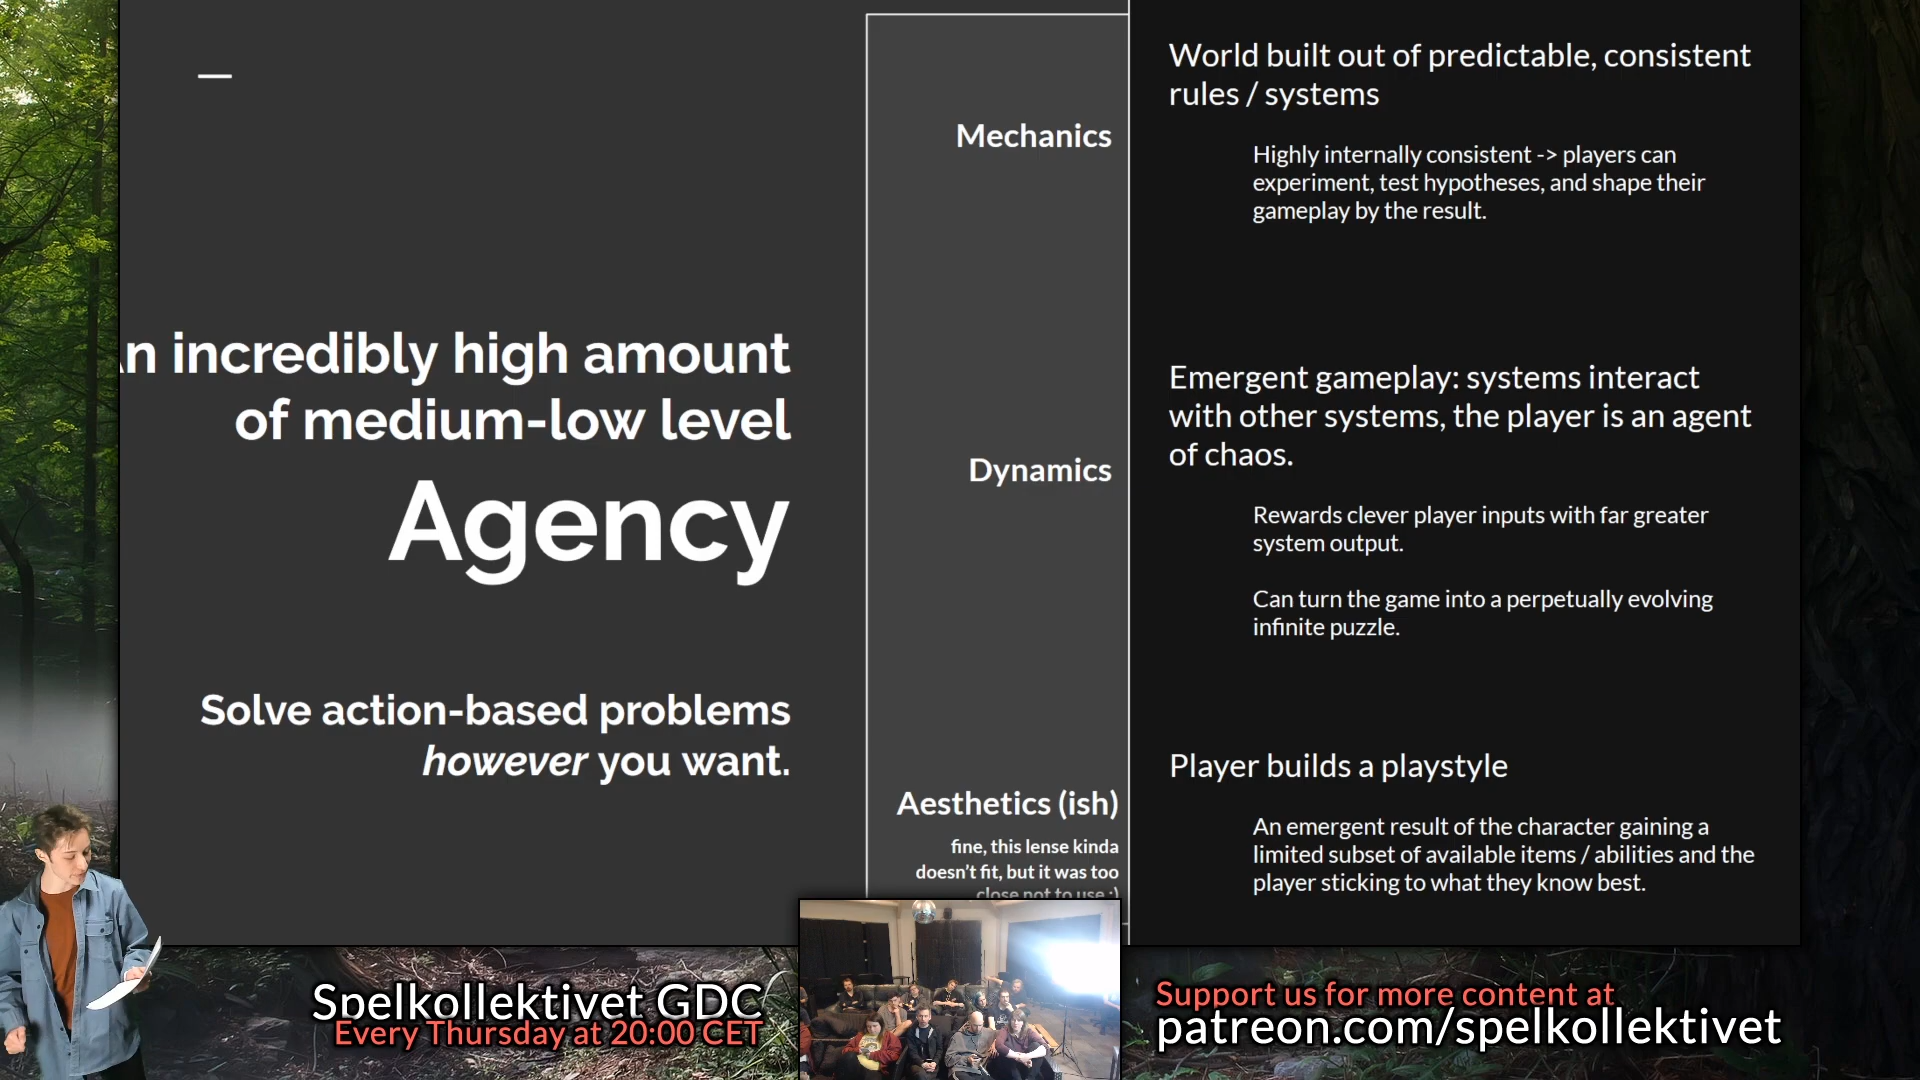 n incredibly high amount
of medium-low level
Agency
Solve action-based problems
however you want.
Mechanics
World built out of predictable, consistent
rules / systems
Highly internally consistent -> players can
experiment, test hypotheses, and shape their
gameplay by the result.
Dynamics
Emergent gameplay: systems interact
with other systems, the player is an agent
of chaos.
Rewards clever player inputs with far greater
system output.
Can turn the game into a perpetually evolving
infinite puzzle.
Aesthetics (ish)
fine, this lense kinda
doesn't fit, but it was too
close not to use :)
Player builds a playstyle
An emergent result of the character gaining a
limited subset of available items / abilities and the
player sticking to what they know best.
Spelkollektivet GDC
Every Thursday at 20:00 CET
Support us for more content at
patreon.com/spelkollektivet